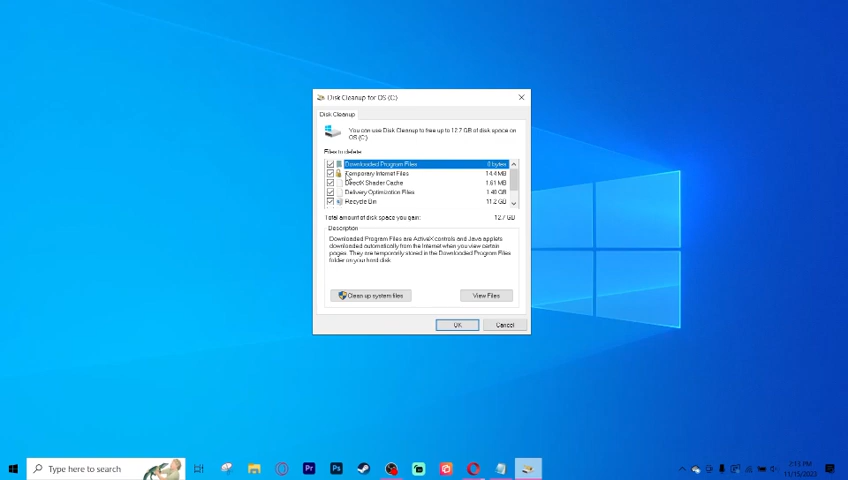 Disk Cleanup for OS (C:)
Disk Cleanup
You can use Disk Cleanup to free up to 12.7 GB of disk space on
OS (C:).
Files to delete:
Downloaded Program Files 0 bytes
Temporary Internet Files 14.4 MB
DirectX Shader Cache 1.61 MB
Delivery Optimization Files 1.48 GB
Recycle Bin 11.2 GB
Total amount of disk space you gain: 12.7 GB
Description
Downloaded Program Files are ActiveX controls and Java applets
downloaded automatically from the Internet when you view certain
pages. They are temporarily stored in the Downloaded Program Files
folder on your hard disk.
Clean up system files
View Files
OK
Cancel
Type here to search
Pr
Ps
7:13 PM
11/15/2023